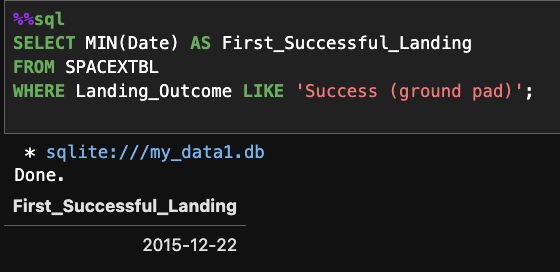 %%sql
SELECT MIN(Date) AS First_Successful_Landing
FROM SPACEXTBL
WHERE Landing_Outcome LIKE 'Success (ground pad)';
* sqlite:///my_data1.db
Done.
First_Successful_Landing
2015-12-22